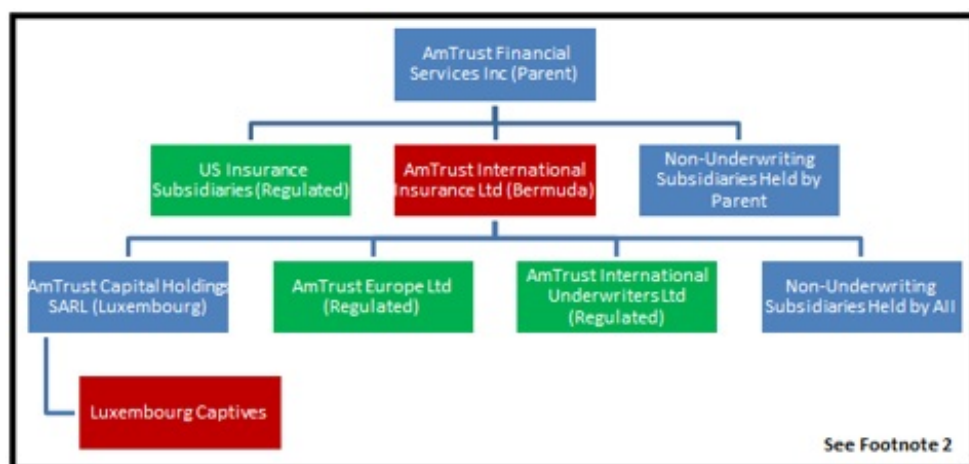 AmTrust Financial
Services Inc (Parent)
US Insurance
Subsidiaries (Regulated)
AmTrust International
Insurance Ltd (Bermuda)
Non-Underwriting
Subsidiaries Held by
Parent
AmTrust Capital Holdings
SARL (Luxembourg)
AmTrust Europe Ltd
(Regulated)
AmTrust International
Underwriters Ltd
(Regulated)
Non-Underwriting
Subsidiaries Held by AII
Luxembourg Captives
See Footnote 2